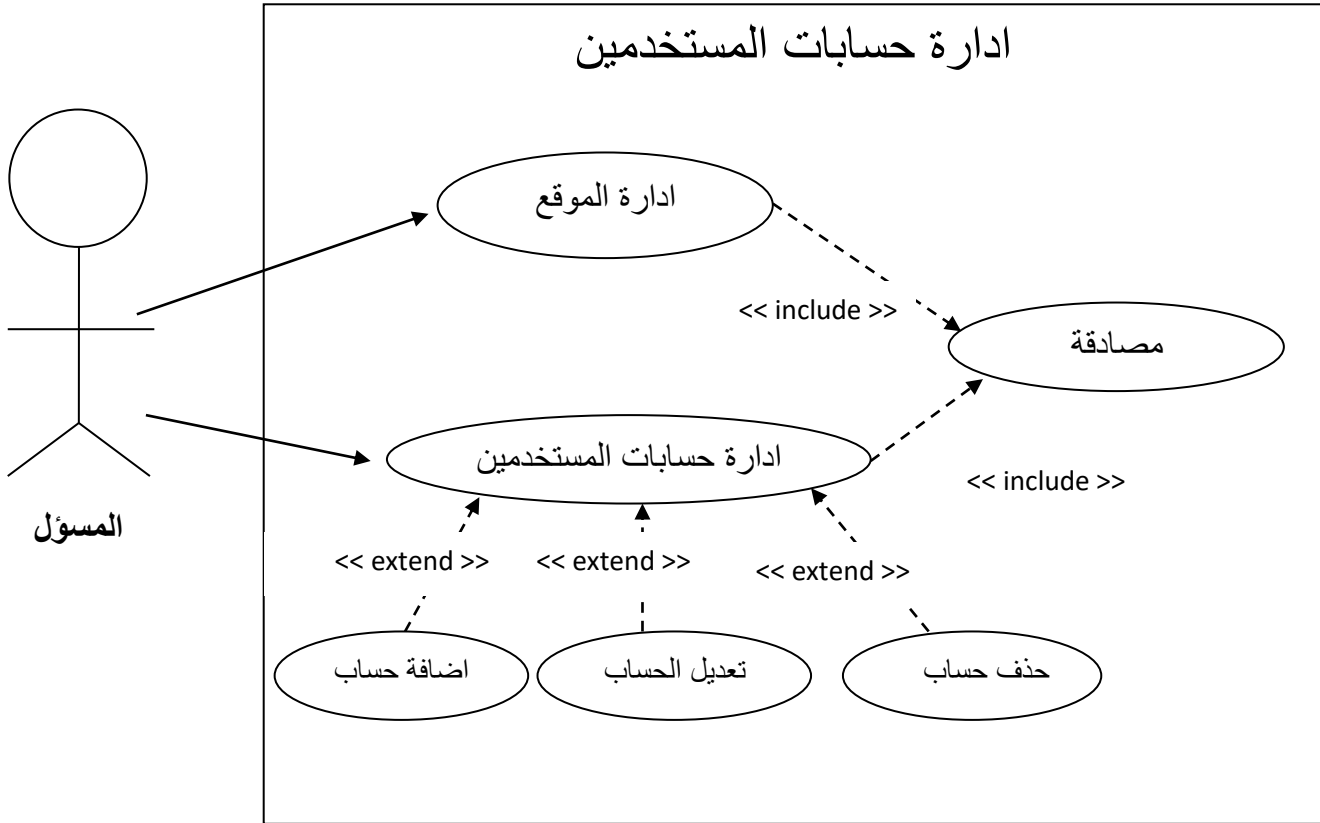 ادارة حسابات المستخدمين
ادارة الموقع
<< include >>
مصادقة
ادارة حسابات المستخدمين
<< include >>
المسؤل
<< extend >>
<< extend >>
<< extend >>
اضافة حساب
تعديل الحساب
حذف حساب